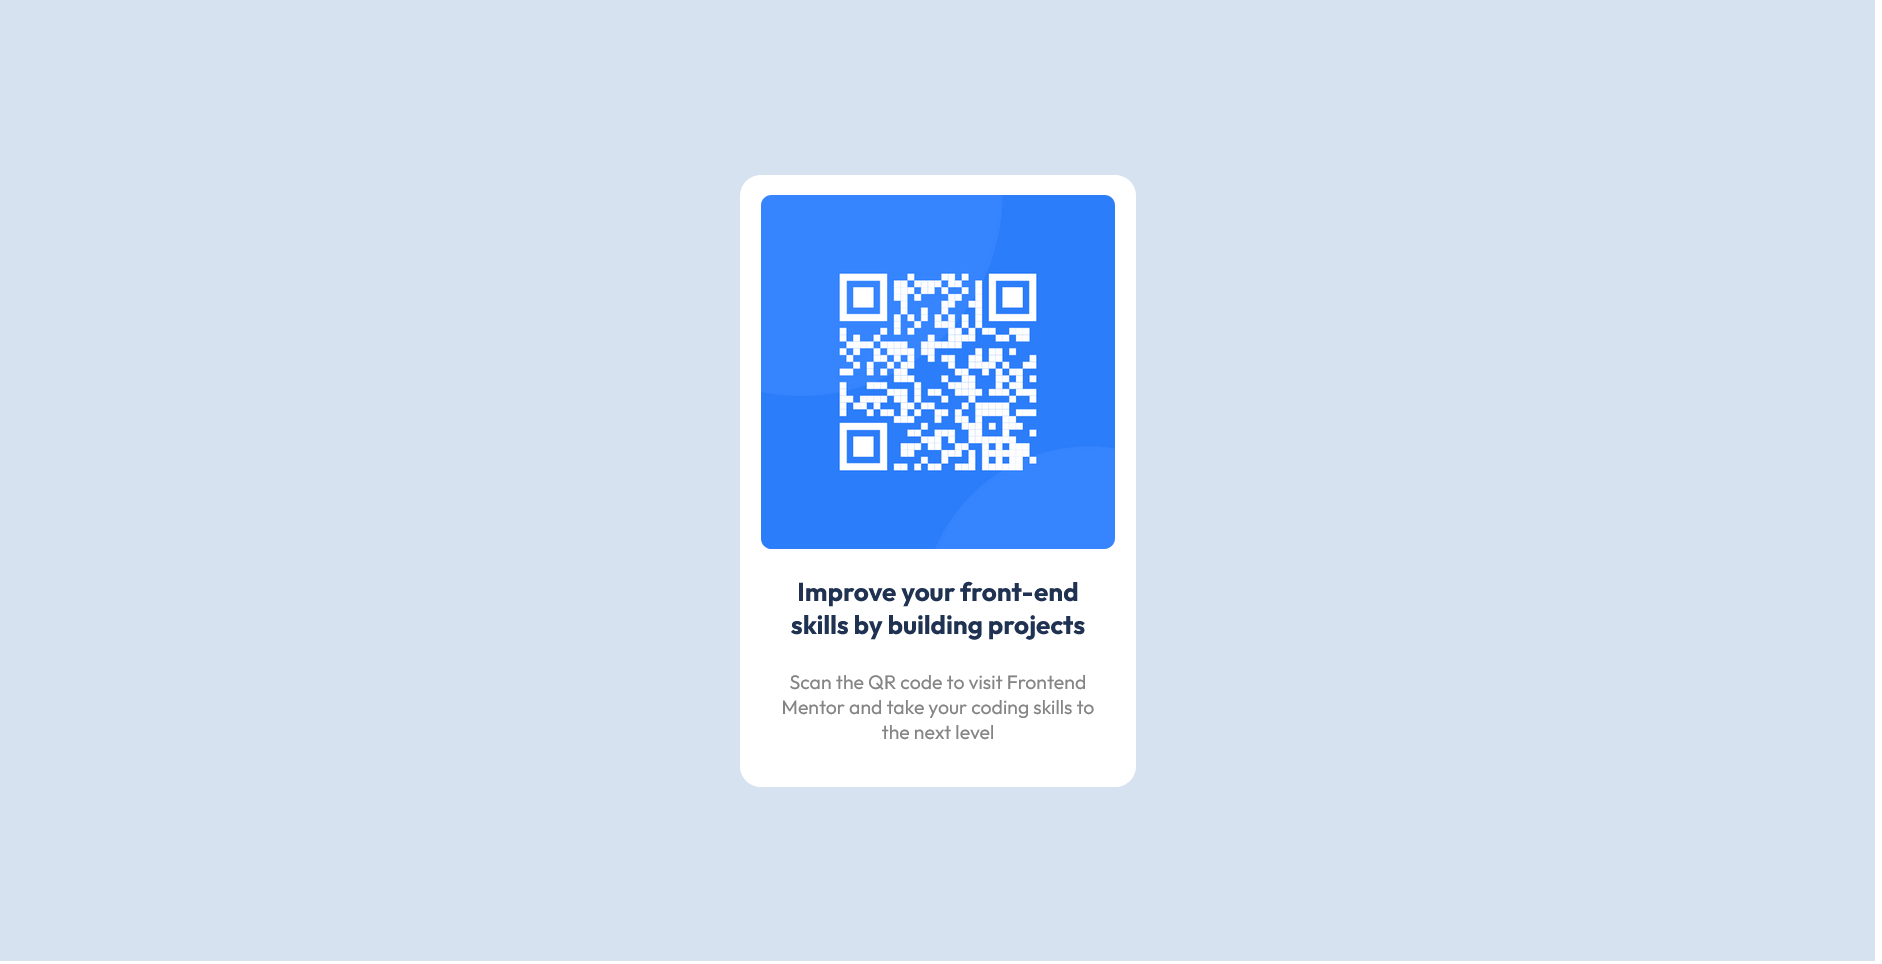 Improve your front-end
skills by building projects
Scan the QR code to visit Frontend
Mentor and take your coding skills to
the next level